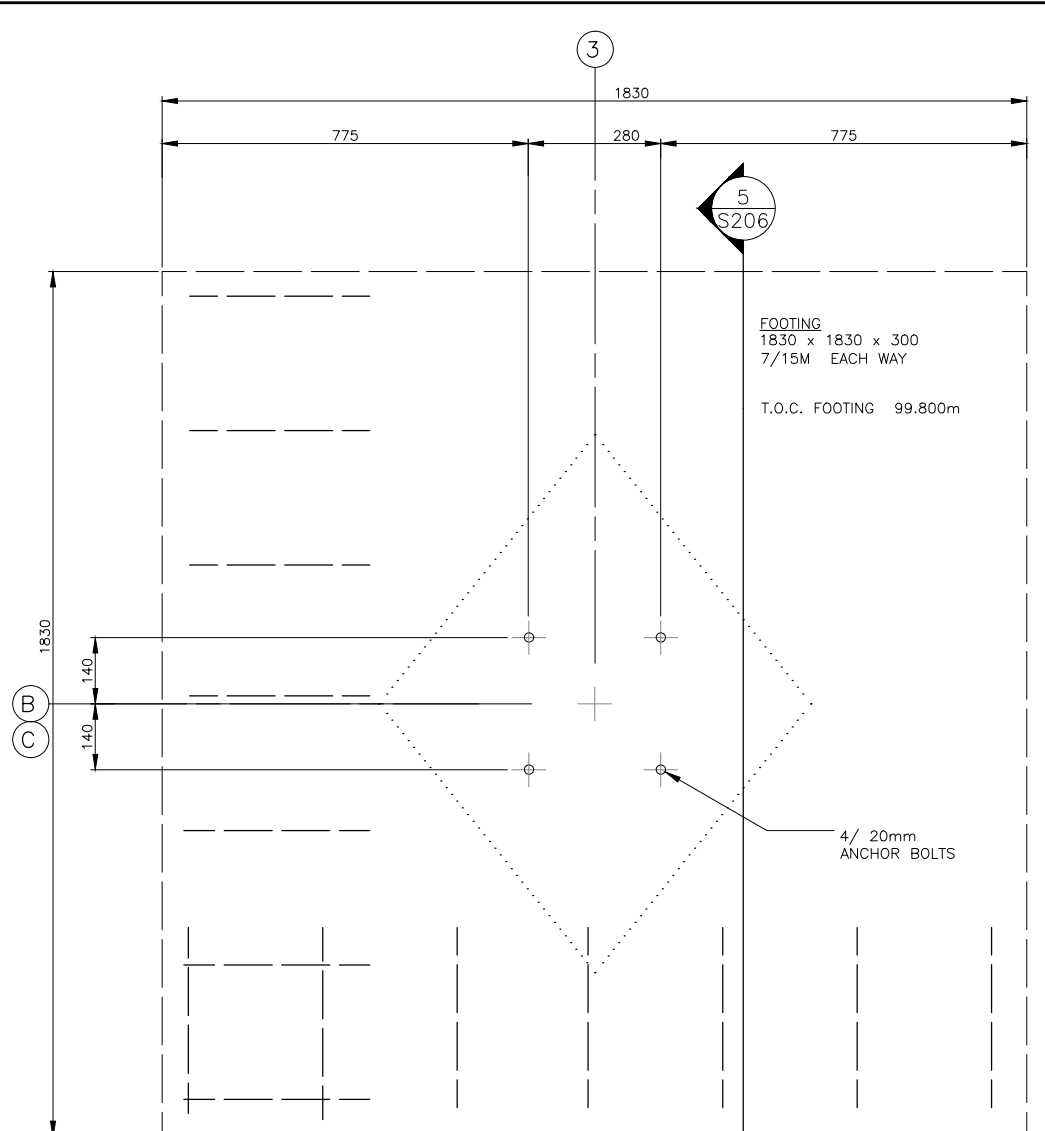 3
1830
775 280 775
5
S206
FOOTING
1830 x 1830 x 300
7/15M EACH WAY
T.O.C. FOOTING 99.800m
1830
140
B
C
140
4/ 20mm
ANCHOR BOLTS